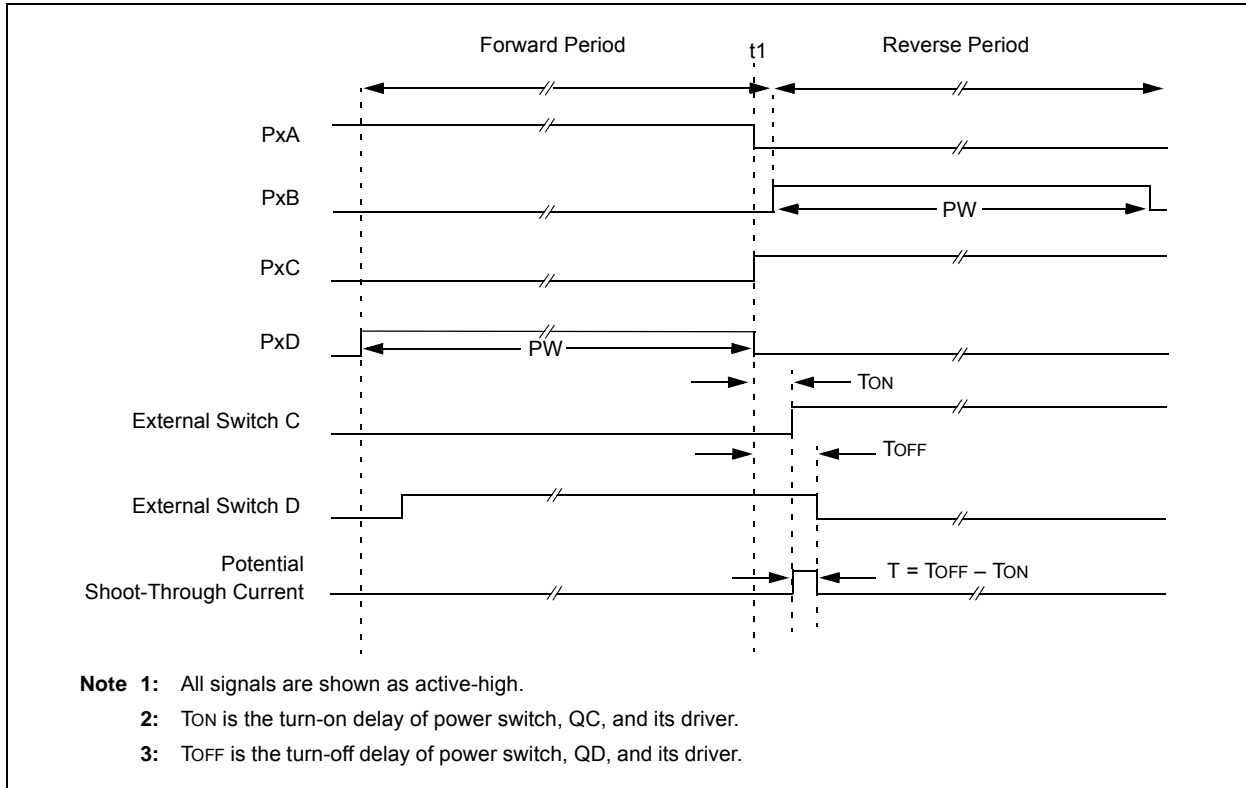 Forward Period
t1
Reverse Period
PxA
PxB
PW
PxC
PxD
PW
TON
External Switch C
TOFF
External Switch D
Potential
Shoot-Through Current
T = TOFF – TON
Note 1: All signals are shown as active-high.
2: TON is the turn-on delay of power switch, QC, and its driver.
3: TOFF is the turn-off delay of power switch, QD, and its driver.